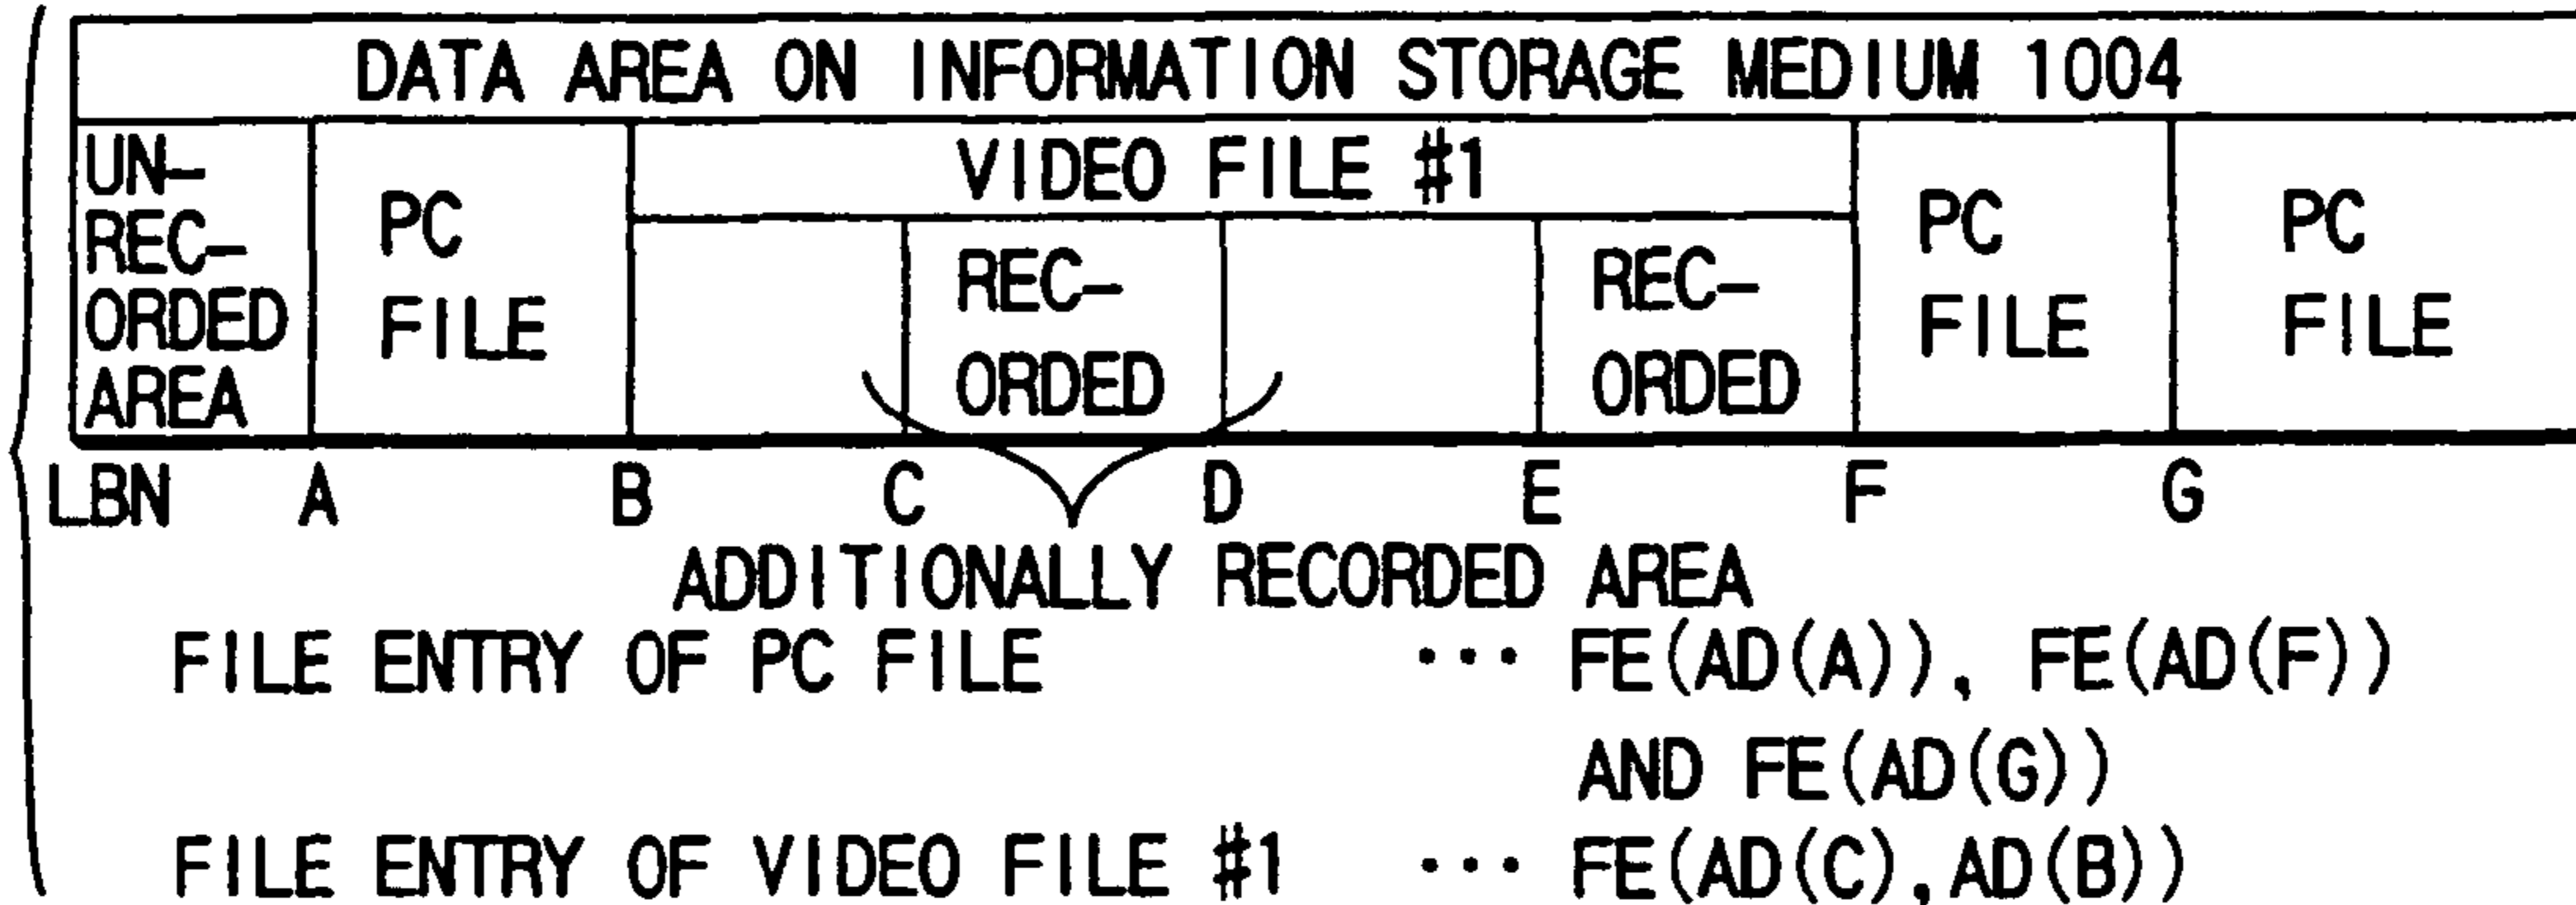 DATA AREA ON INFORMATION STORAGE MEDIUM 1004
UN-
REC-
ORDED
AREA
PC
FILE
VIDEO FILE #1
REC-
ORDED
REC-
ORDED
PC
FILE
PC
FILE
LBN A B C D E F G
ADDITIONALLY RECORDED AREA
FILE ENTRY OF PC FILE ··· FE(AD(A)), FE(AD(F))
AND FE(AD(G))
FILE ENTRY OF VIDEO FILE #1 ··· FE(AD(C),AD(B))